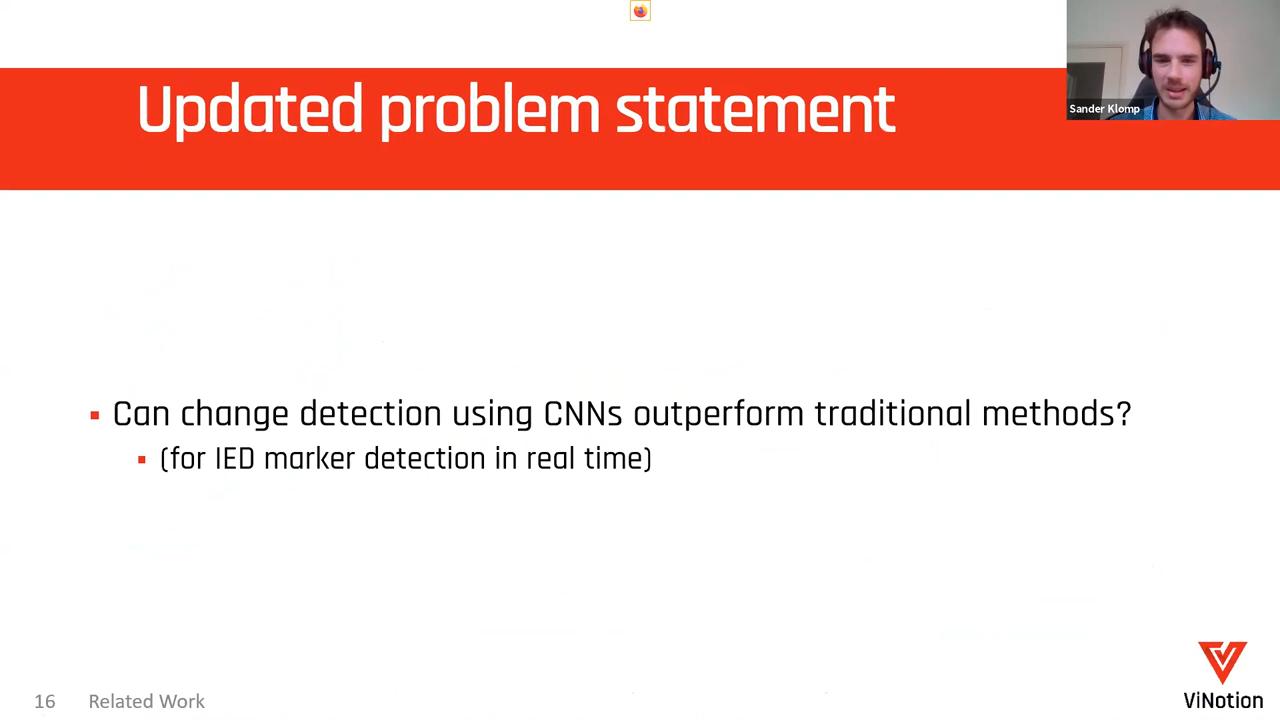 Updated problem statement
Sander Klomp
Can change detection using CNNs outperform traditional methods?
(for IED marker detection in real time)
16 Related Work
ViNotion